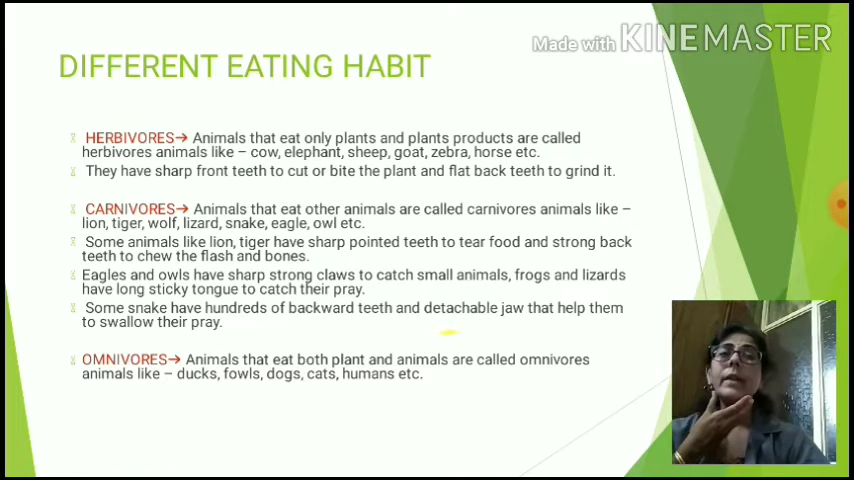 Made with KINEMASTER
DIFFERENT EATING HABIT
HERBIVORES→ Animals that eat only plants and plants products are called
herbivores animals like – cow, elephant, sheep, goat, zebra, horse etc.
They have sharp front teeth to cut or bite the plant and flat back teeth to grind it.
CARNIVORES→ Animals that eat other animals are called carnivores animals like –
lion, tiger, wolf, lizard, snake, eagle, owl etc.
Some animals like lion, tiger have sharp pointed teeth to tear food and strong back
teeth to chew the flash and bones.
Eagles and owls have sharp strong claws to catch small animals, frogs and lizards
have long sticky tongue to catch their pray.
Some snake have hundreds of backward teeth and detachable jaw that help them
to swallow their pray.
OMNIVORES→ Animals that eat both plant and animals are called omnivores
animals like – ducks, fowls, dogs, cats, humans etc.